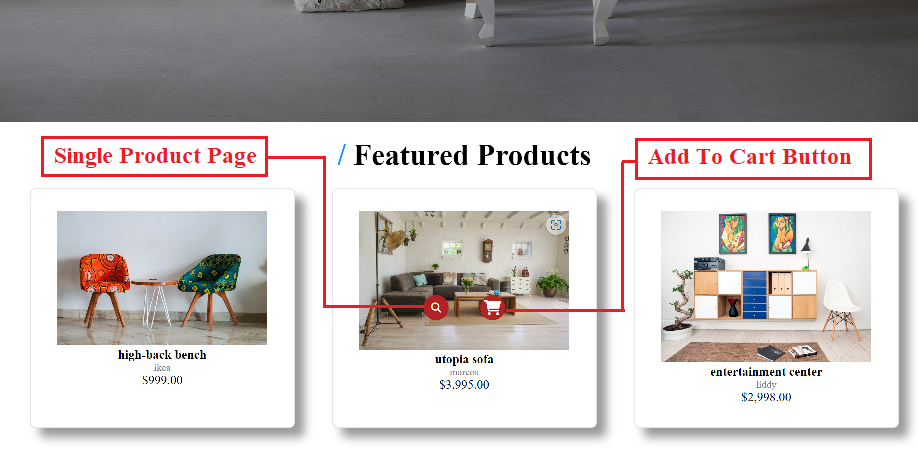 Single Product Page
/ Featured Products
Add To Cart Button
high-back bench
ikea
$999.00
utopia sofa
marcos
$3,995.00
entertainment center
liddy
$2,998.00